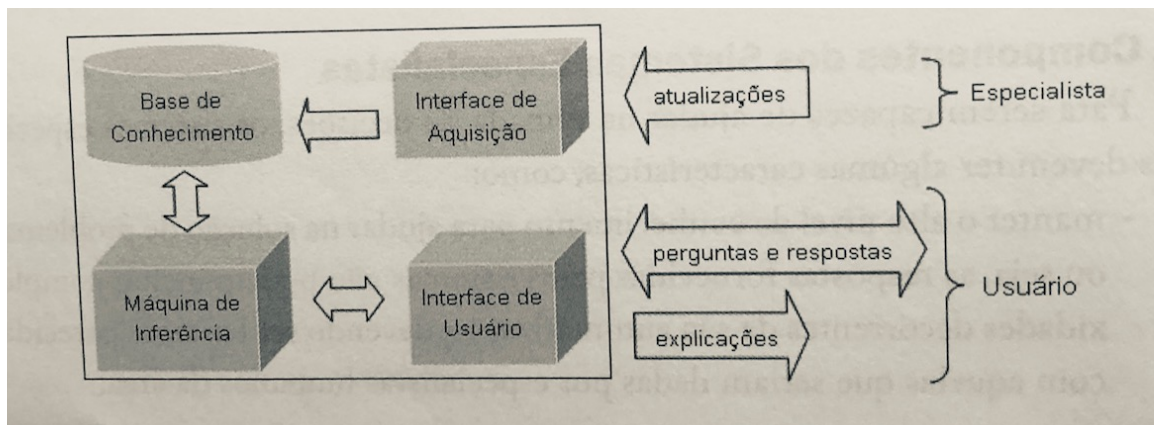 Base de
Conhecimento
Interface de
Aquisição
atualizações
Especialista
Máquina de
Inferência
Interface de
Usuário
perguntas e respostas
explicações
Usuário